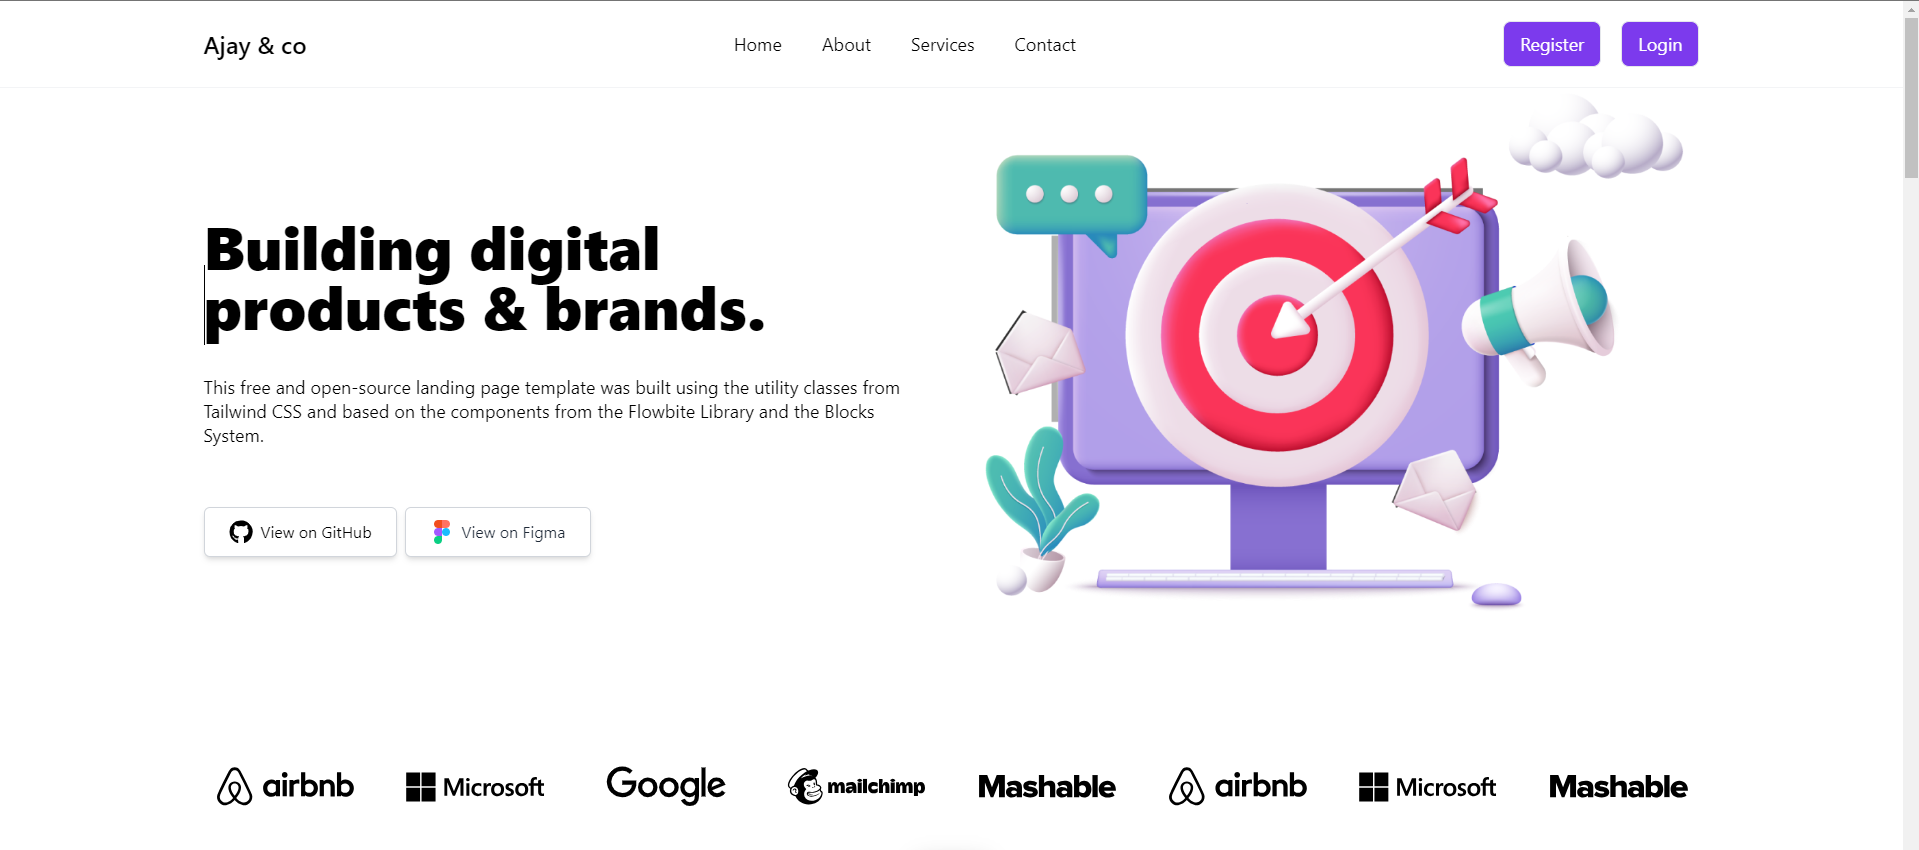 Ajay & co
Home About Services Contact
Register Login
Building digital
products & brands.
This free and open-source landing page template was built using the utility classes from
Tailwind CSS and based on the components from the Flowbite Library and the Blocks
System.
View on GitHub View on Figma
airbnb Microsoft Google mailchimp Mashable airbnb Microsoft Mashable